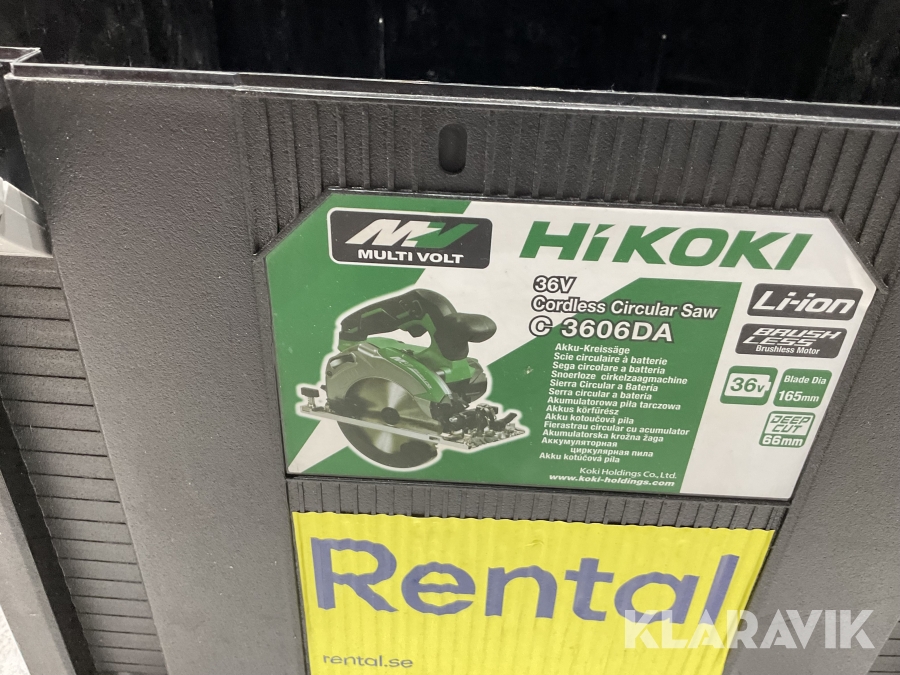 MV
MULTI VOLT
HiKOKI
36V
Cordless Circular Saw
C 3606DA
Li-ion
BRUSH
LESS
Brushless Motor
36v
Blade Dia
165mm
DEEP
CUT
66mm
Akku-Kreissäge
Scie circulaire à batterie
Sega circolare a batteria
Snoerloze cirkelzaagmachine
Sierra Circular a Batería
Serra circular a bateria
Akumulatorowa piła tarczowa
Akkus körfűrész
Aku kotoučová pila
Fierastrau circular cu acumulator
Akumulatorska krožna žaga
Аккумуляторная
циркулярная пила
Aku kotúčová píla
Koki Holdings Co., Ltd.
www.koki-holdings.com
Rental
rental.se
KLARAVIK